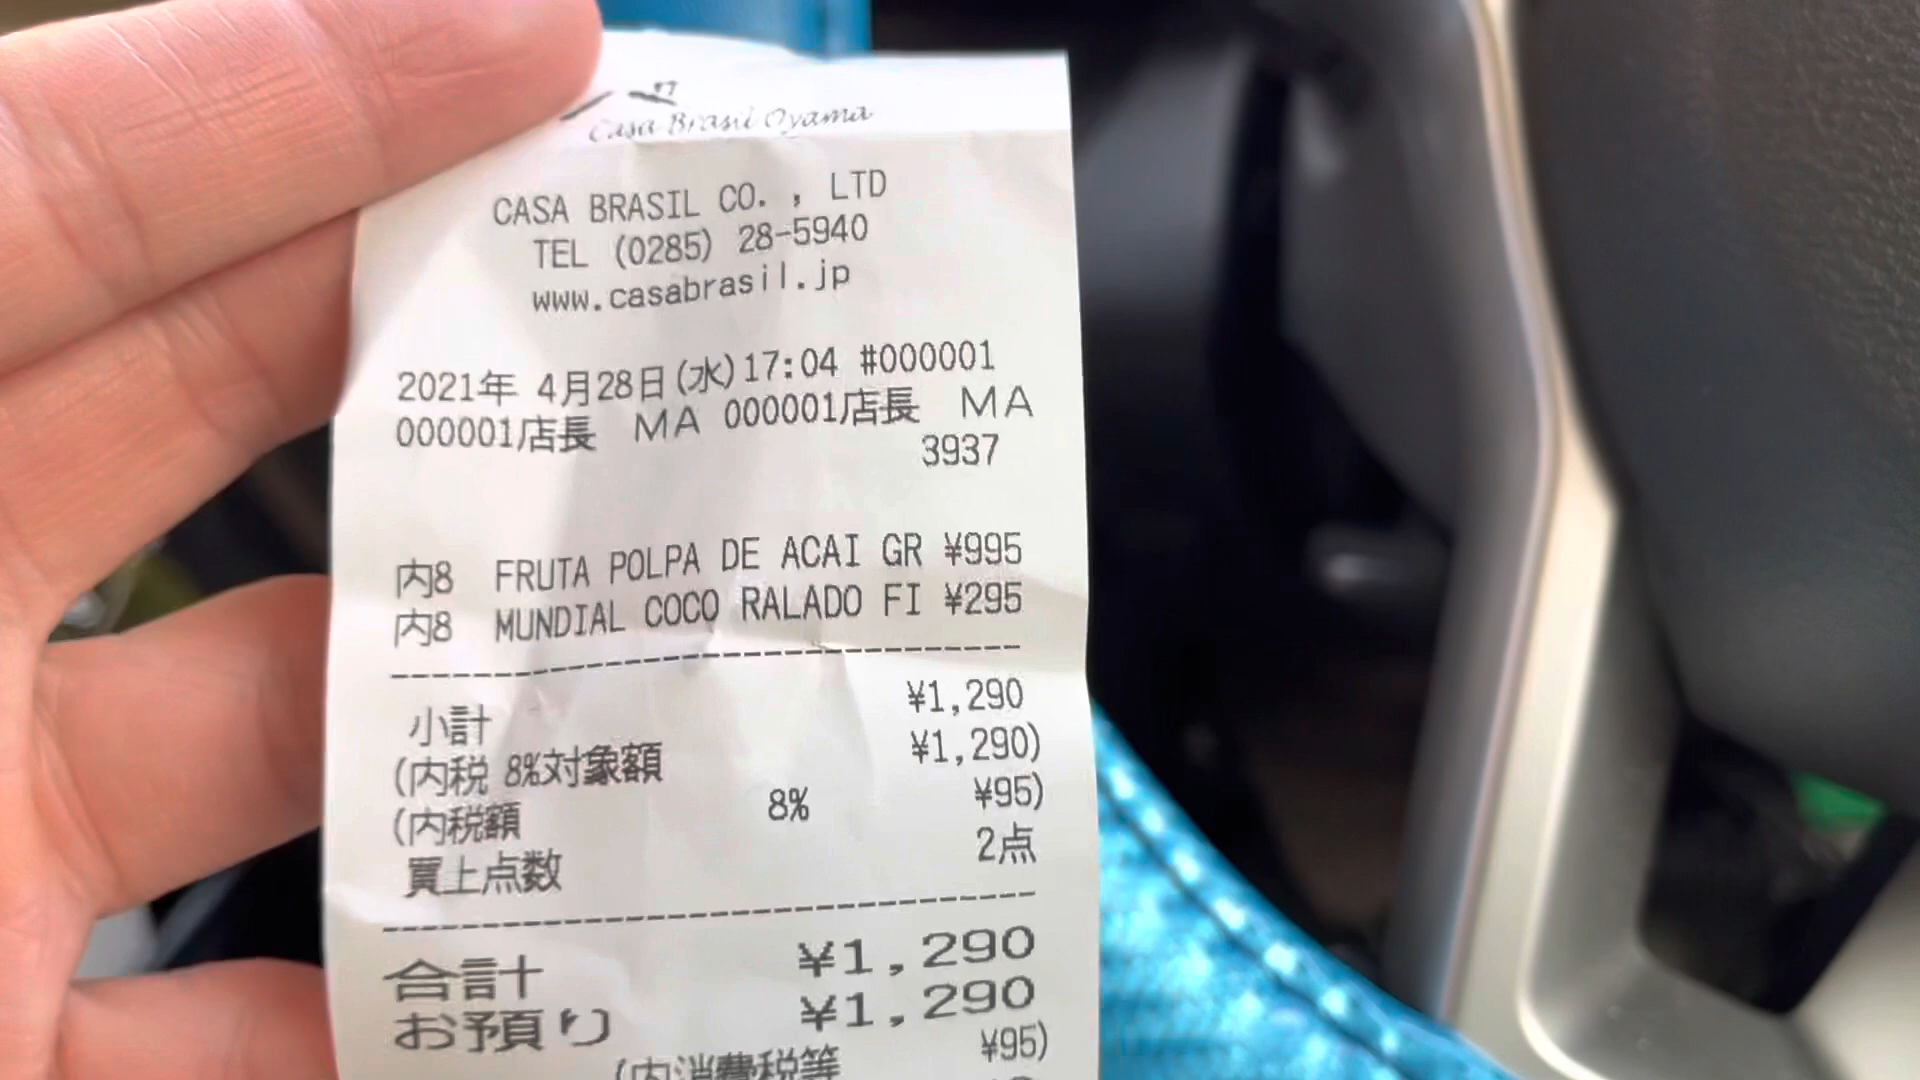 Casa Brasil Oyama
CASA BRASIL CO. , LTD
TEL (0285) 28-5940
www.casabrasil.jp
2021年 4月28日(水)17:04 #000001
000001店長 MA 000001店長 MA
3937
内8 FRUTA POLPA DE ACAI GR ¥995
内8 MUNDIAL COCO RALADO FI ¥295
小計 ¥1,290
(内税 8%対象額 ¥1,290)
(内税額 8% ¥95)
買上点数 2点
合計 ¥1,290
お預り ¥1,290
(内消費税等 ¥95)